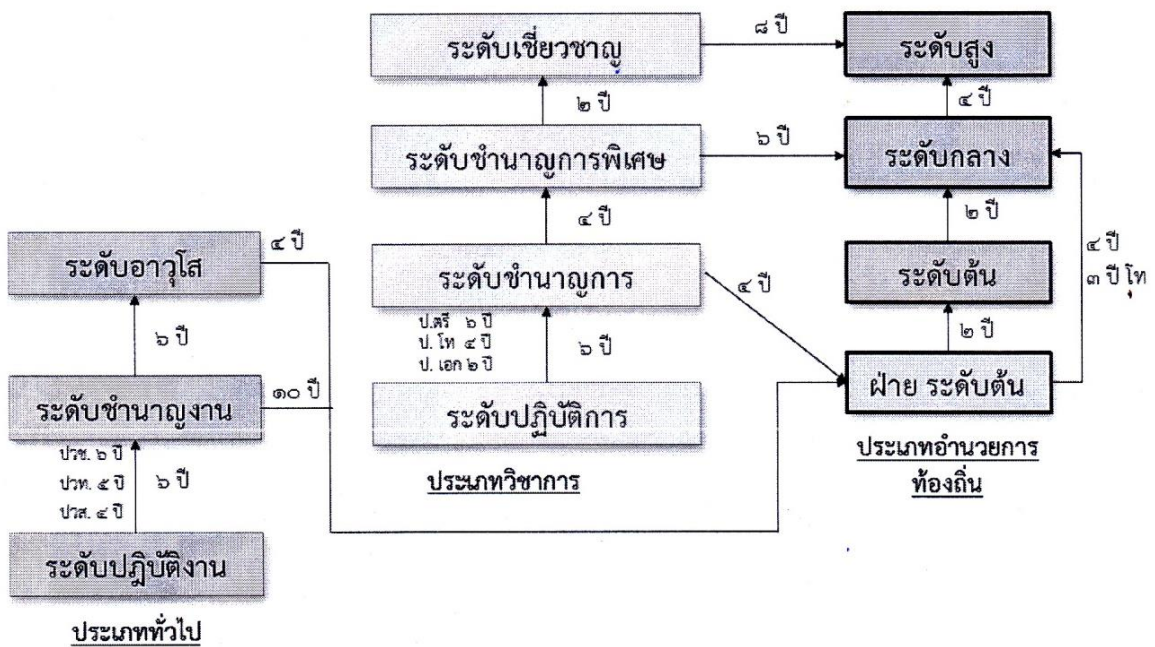 ระดับเชี่ยวชาญ
๘ ปี
ระดับสูง
๒ ปี
๔ ปี
ระดับชำนาญการพิเศษ
๖ ปี
ระดับกลาง
๔ ปี
๒ ปี
ระดับอาวุโส
๔ ปี
ระดับชำนาญการ
๔ ปี
ระดับต้น
๔ ปี
๓ ปี โท
๖ ปี
ป.ตรี ๖ ปี
ป. โท ๔ ปี
ป. เอก ๒ ปี
๖ ปี
๒ ปี
ระดับชำนาญงาน
๑๐ ปี
ระดับปฏิบัติการ
ฝ่าย ระดับต้น
ปวช. ๖ ปี
ปวท. ๕ ปี
ปวส. ๔ ปี
๖ ปี
ประเภทวิชาการ
ประเภทอำนวยการ
ท้องถิ่น
ระดับปฏิบัติงาน
ประเภททั่วไป